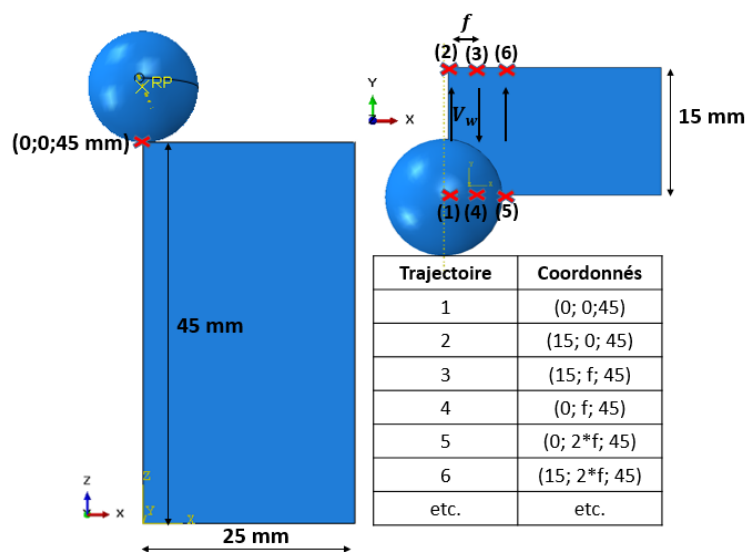 RP
(0;0;45 mm)
45 mm
Z
X
Z
Y
X
25 mm
f
(2)
(3)
(6)
Y
X
V_w
15 mm
(1)
(4)
(5)
Trajectoire Coordonnés
1 (0; 0;45)
2 (15; 0; 45)
3 (15; f; 45)
4 (0; f; 45)
5 (0; 2*f; 45)
6 (15; 2*f; 45)
etc. etc.